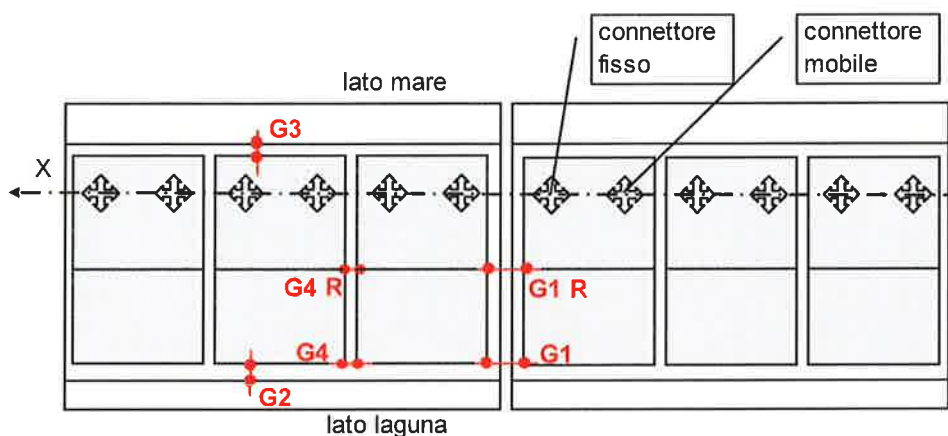 connettore
fisso
connettore
mobile
lato mare
G3
X
G4 R
G1 R
G4
G1
G2
lato laguna